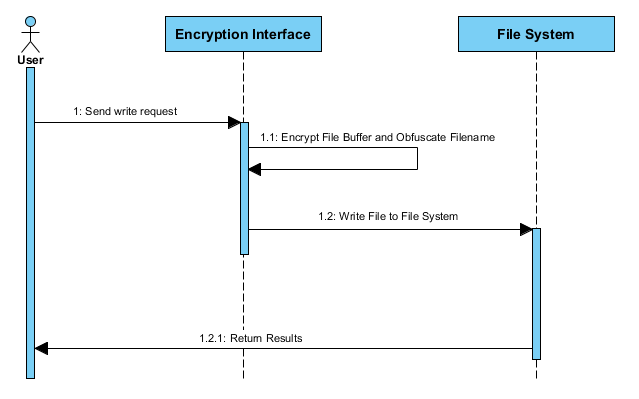 User
Encryption Interface
File System
1: Send write request
1.1: Encrypt File Buffer and Obfuscate Filename
1.2: Write File to File System
1.2.1: Return Results